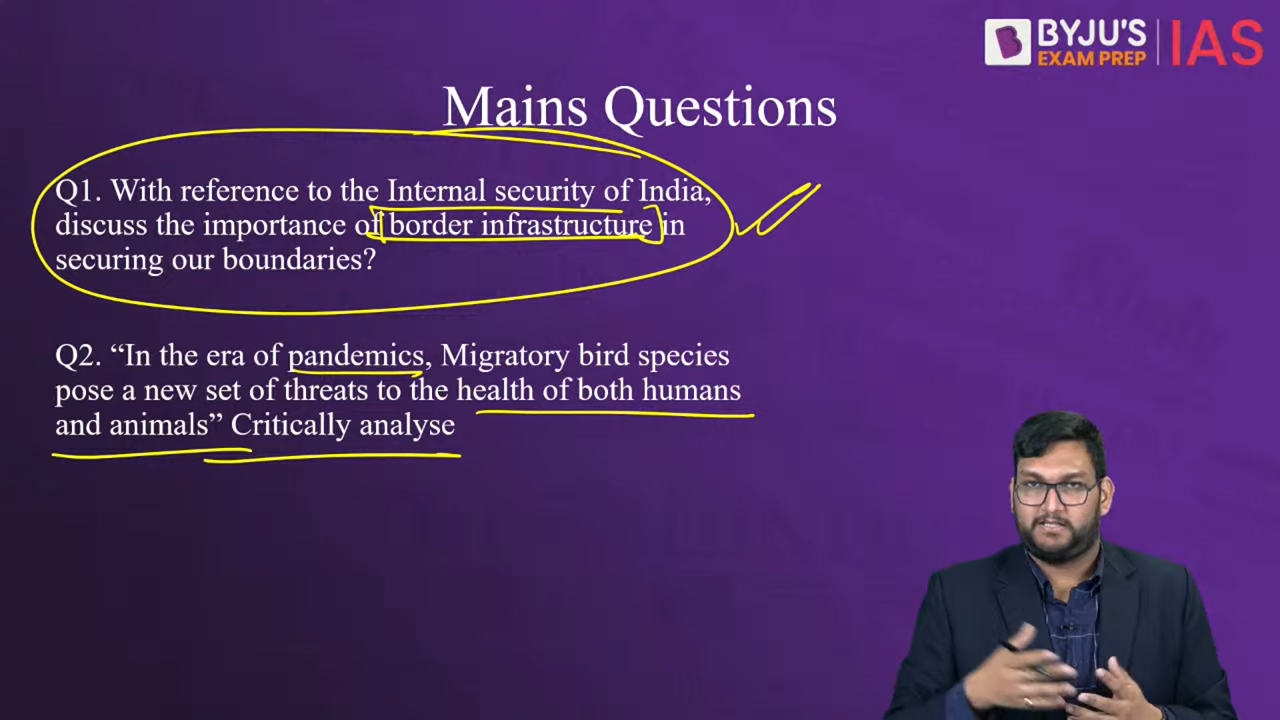 BYJU'S
EXAM PREP
IAS
Mains Questions
Q1. With reference to the Internal security of India,
discuss the importance of border infrastructure in
securing our boundaries?
Q2. “In the era of pandemics, Migratory bird species
pose a new set of threats to the health of both humans
and animals” Critically analyse